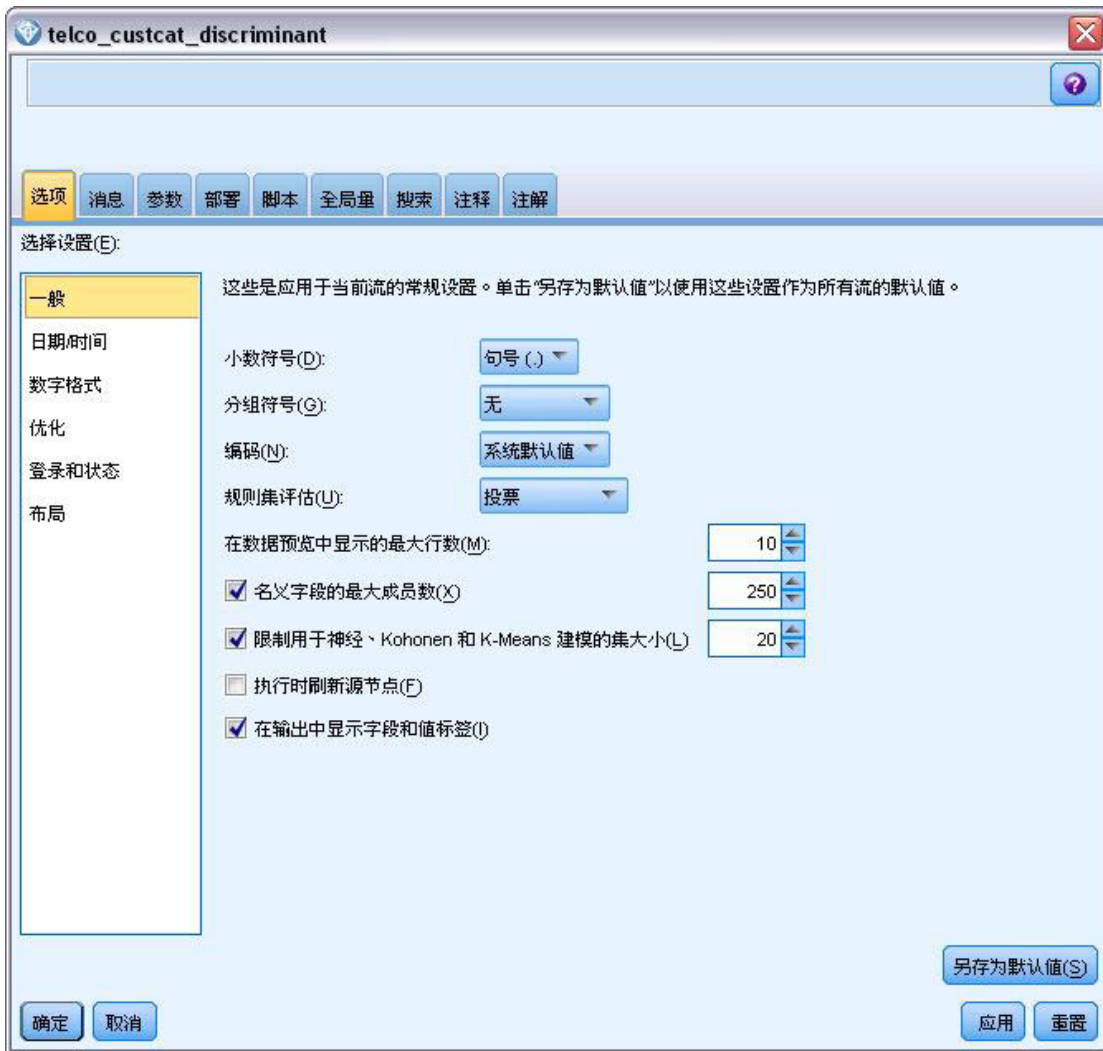 telco_custcat_discriminant
选项 消息 参数 部署 脚本 全局量 搜索 注释 注解
选择设置(E):
一般
日期/时间
数字格式
优化
登录和状态
布局
这些是应用于当前流的常规设置。单击“另存为默认值”以使用这些设置作为所有流的默认值。
小数符号(D): 句号 (.)
分组符号(G): 无
编码(N): 系统默认值
规则集评估(U): 投票
在数据预览中显示的最大行数(M): 10
名义字段的最大成员数(X) 250
限制用于神经、Kohonen 和 K-Means 建模的集大小(L) 20
执行时刷新源节点(F)
在输出中显示字段和值标签(I)
另存为默认值(S)
确定 取消 应用 重置